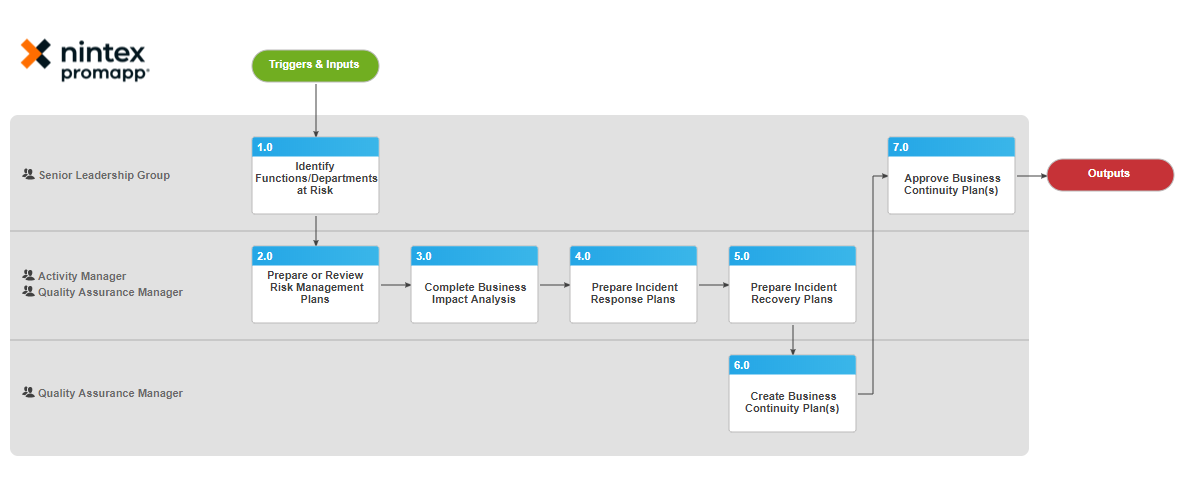 nintex
promapp®
Triggers & Inputs
1.0
Identify
Functions/Departments
at Risk
7.0
Approve Business
Continuity Plan(s)
Outputs
Senior Leadership Group
Activity Manager
Quality Assurance Manager
2.0
Prepare or Review
Risk Management
Plans
3.0
Complete Business
Impact Analysis
4.0
Prepare Incident
Response Plans
5.0
Prepare Incident
Recovery Plans
Quality Assurance Manager
6.0
Create Business
Continuity Plan(s)